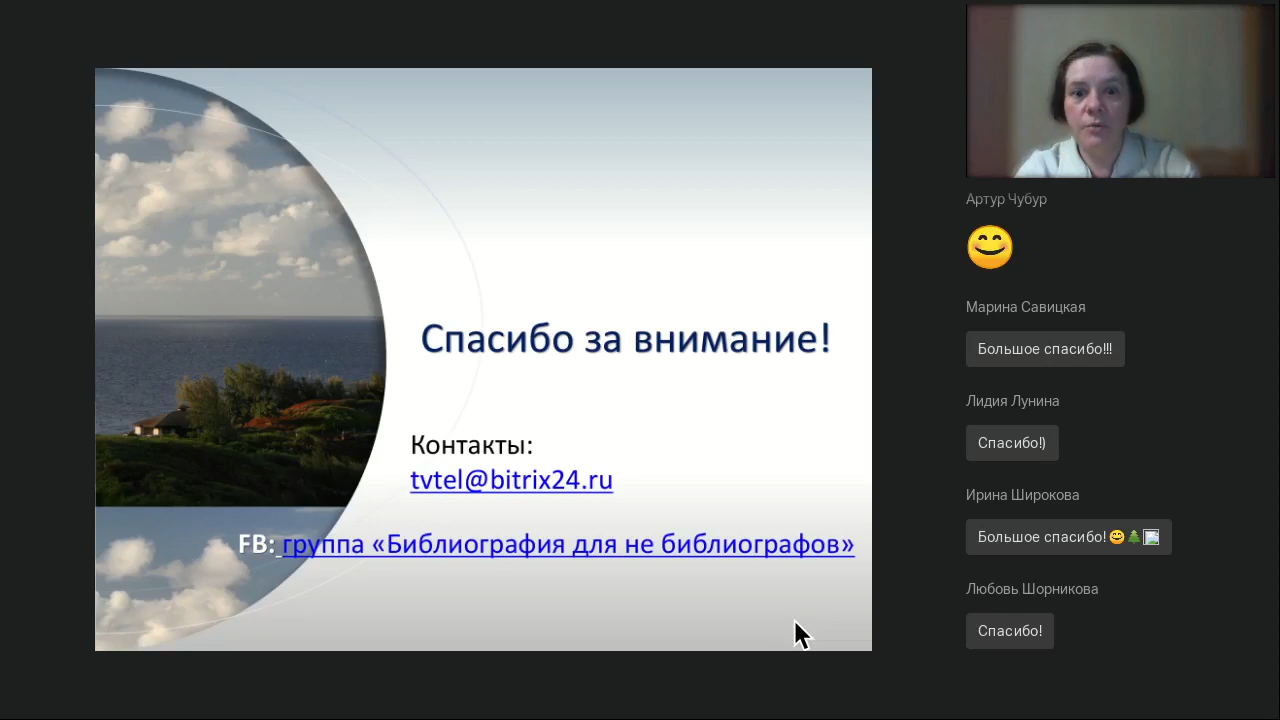 Спасибо за внимание!
Контакты:
tvtel@bitrix24.ru
FB: группа «Библиография для не библиографов»
Артур Чубур
Марина Савицкая
Большое спасибо!!!
Лидия Лунина
Спасибо!)
Ирина Широкова
Большое спасибо!😊🌲
Любовь Шорникова
Спасибо!